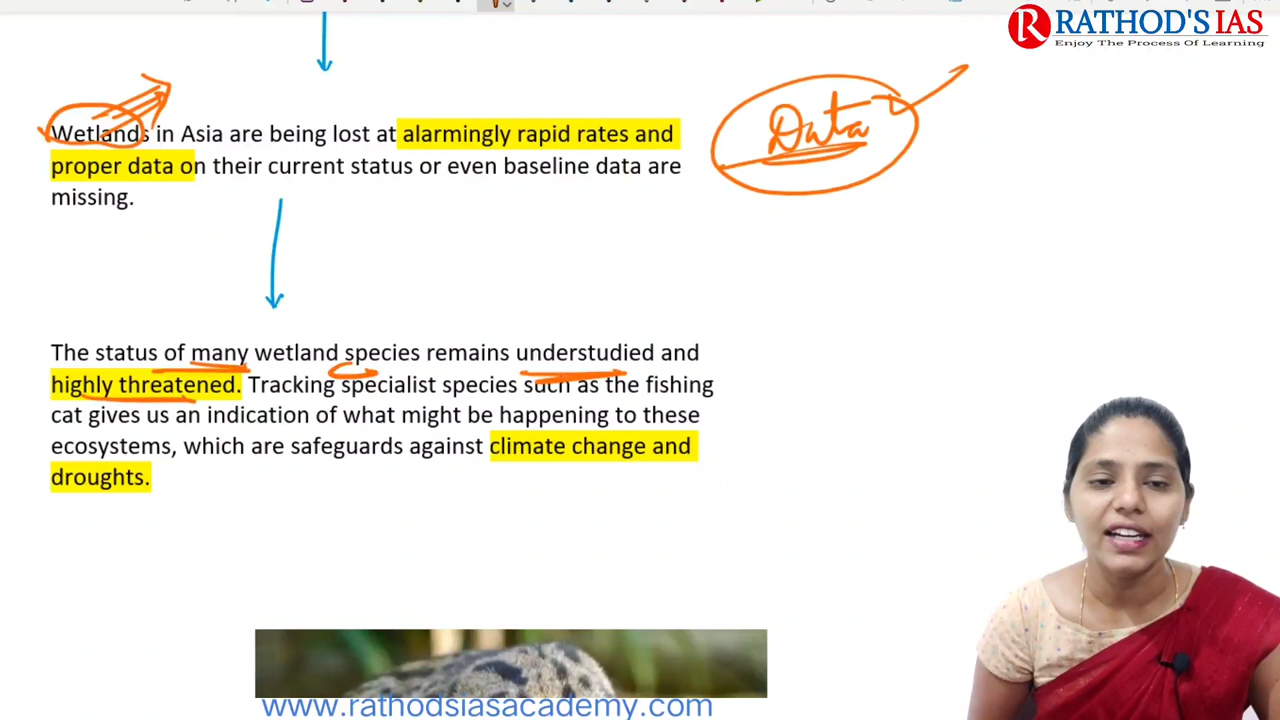 RATHOD'S IAS
Enjoy The Process Of Learning
Wetlands in Asia are being lost at alarmingly rapid rates and
proper data on their current status or even baseline data are
missing.
Data
The status of many wetland species remains understudied and
highly threatened. Tracking specialist species such as the fishing
cat gives us an indication of what might be happening to these
ecosystems, which are safeguards against climate change and
droughts.
www.rathodsiasacademy.com